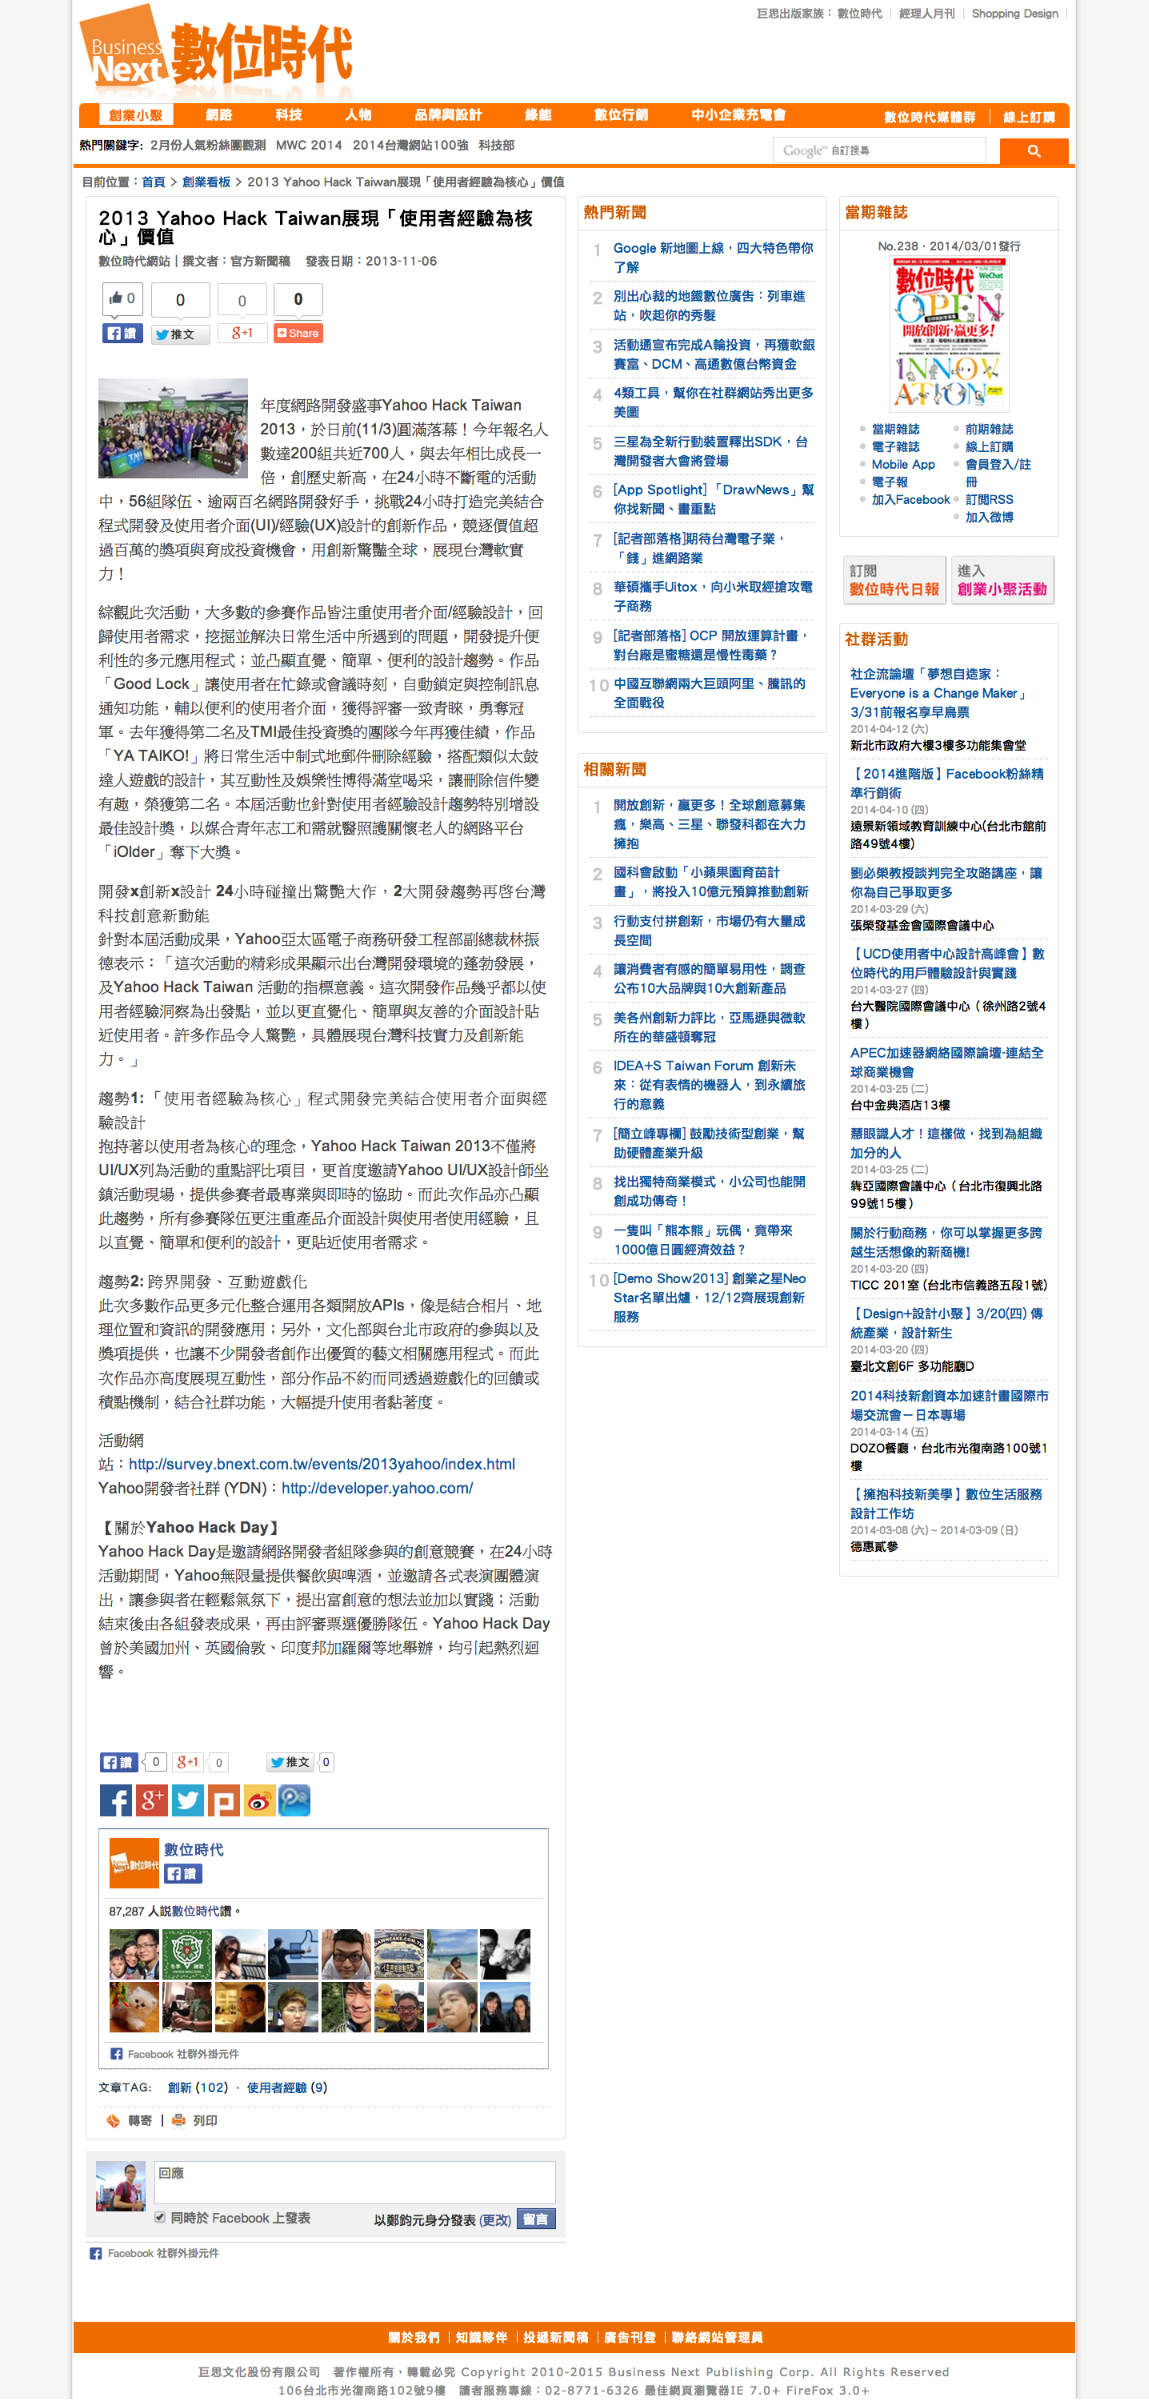 巨思出版家族： 數位時代 ｜ 經理人月刊 ｜ Shopping Design ｜
Business Next 數位時代
創業小聚 網路 科技 人物 品牌與設計 綠能 數位行銷 中小企業充電會 數位時代媒體群 ｜ 線上訂購
熱門關鍵字: 2月份人氣粉絲團觀測 MWC 2014 2014台灣網站100強 科技部
Google™ 自訂搜尋
目前位置：首頁 > 創業看板 > 2013 Yahoo Hack Taiwan展現「使用者經驗為核心」價值
2013 Yahoo Hack Taiwan展現「使用者經驗為核
心」價值
數位時代網站｜撰文者：官方新聞稿 發表日期：2013-11-06
0 0 0 0
讚 推文 g+1 Share
年度網路開發盛事Yahoo Hack Taiwan
2013，於日前(11/3)圓滿落幕！今年報名人
數達200組共近700人，與去年相比成長一
倍，創歷史新高，在24小時不斷電的活動
中，56組隊伍、逾兩百名網路開發好手，挑戰24小時打造完美結合
程式開發及使用者介面(UI)/經驗(UX)設計的創新作品，競逐價值超
過百萬的獎項與育成投資機會，用創新驚豔全球，展現台灣軟實
力！
綜觀此次活動，大多數的參賽作品皆注重使用者介面/經驗設計，回
歸使用者需求，挖掘並解決日常生活中所遇到的問題，開發提升便
利性的多元應用程式；並凸顯直覺、簡單、便利的設計趨勢。作品
「Good Lock」讓使用者在忙錄或會議時刻，自動鎖定與控制訊息
通知功能，輔以便利的使用者介面，獲得評審一致青睞，勇奪冠
軍。去年獲得第二名及TMI最佳投資獎的團隊今年再獲佳績，作品
「YA TAIKO!」將日常生活中制式地郵件刪除經驗，搭配類似太鼓
達人遊戲的設計，其互動性及娛樂性博得滿堂喝采，讓刪除信件變
有趣，榮獲第二名。本屆活動也針對使用者經驗設計趨勢特別增設
最佳設計獎，以媒合青年志工和需就醫照護關懷老人的網路平台
「iOlder」奪下大獎。
開發x創新x設計 24小時碰撞出驚艷大作，2大開發趨勢再啓台灣
科技創意新動能
針對本屆活動成果，Yahoo亞太區電子商務研發工程部副總裁林振
德表示：「這次活動的精彩成果顯示出台灣開發環境的蓬勃發展，
及Yahoo Hack Taiwan 活動的指標意義。這次開發作品幾乎都以使
用者經驗洞察為出發點，並以更直覺化、簡單與友善的介面設計貼
近使用者。許多作品令人驚艷，具體展現台灣科技實力及創新能
力。」
趨勢1:「使用者經驗為核心」程式開發完美結合使用者介面與經
驗設計
抱持著以使用者為核心的理念，Yahoo Hack Taiwan 2013不僅將
UI/UX列為活動的重點評比項目，更首度邀請Yahoo UI/UX設計師坐
鎮活動現場，提供參賽者最專業與即時的協助。而此次作品亦凸顯
此趨勢，所有參賽隊伍更注重產品介面設計與使用者使用經驗，且
以直覺、簡單和便利的設計，更貼近使用者需求。
趨勢2: 跨界開發、互動遊戲化
此次多數作品更多元化整合運用各類開放APIs，像是結合相片、地
理位置和資訊的開發應用；另外，文化部與台北市政府的參與以及
獎項提供，也讓不少開發者創作出優質的藝文相關應用程式。而此
次作品亦高度展現互動性，部分作品不約而同透過遊戲化的回饋或
積點機制，結合社群功能，大幅提升使用者黏著度。
活動網
站：http://survey.bnext.com.tw/events/2013yahoo/index.html
Yahoo開發者社群 (YDN)：http://developer.yahoo.com/
【關於Yahoo Hack Day】
Yahoo Hack Day是邀請網路開發者組隊參與的創意競賽，在24小時
活動期間，Yahoo無限量提供餐飲與啤酒，並邀請各式表演團體演
出，讓參與者在輕鬆氣氛下，提出富創意的想法並加以實踐；活動
結束後由各組發表成果，再由評審票選優勝隊伍。Yahoo Hack Day
曾於美國加州、英國倫敦、印度邦加羅爾等地舉辦，均引起熱烈迴
響。
讚 0 g+1 0 推文 0
數位時代
讚
87,287 人說數位時代讚。
Facebook 社群外掛元件
文章TAG: 創新 (102) · 使用者經驗 (9)
轉寄 | 列印
回應
同時於 Facebook 上發表 以鄭鈞元身分發表 (更改) 留言
Facebook 社群外掛元件
熱門新聞
1 Google 新地圖上線，四大特色帶你
了解
2 別出心裁的地鐵數位廣告：列車進
站，吹起你的秀髮
3 活動通宣布完成A輪投資，再獲軟銀
賽富、DCM、高通數億台幣資金
4 4類工具，幫你在社群網站秀出更多
美圖
5 三星為全新行動裝置釋出SDK，台
灣開發者大會將登場
6 [App Spotlight] 「DrawNews」幫
你找新聞、畫重點
7 [記者部落格]期待台灣電子業，
「錢」進網路業
8 華碩攜手Uitox，向小米取經搶攻電
子商務
9 [記者部落格] OCP 開放運算計畫，
對台廠是蜜糖還是慢性毒藥？
10 中國互聯網兩大巨頭阿里、騰訊的
全面戰役
相關新聞
1 開放創新，贏更多！全球創意募集
瘋，樂高、三星、聯發科都在大力
擁抱
2 國科會啟動「小蘋果園育苗計
畫」，將投入10億元預算推動創新
3 行動支付拼創新，市場仍有大量成
長空間
4 讓消費者有感的簡單易用性，調查
公布10大品牌與10大創新產品
5 美各州創新力評比，亞馬遜與微軟
所在的華盛頓奪冠
6 IDEA+S Taiwan Forum 創新未
來：從有表情的機器人，到永續旅
行的意義
7 [簡立峰專欄] 鼓勵技術型創業，幫
助硬體產業升級
8 找出獨特商業模式，小公司也能開
創成功傳奇！
9 一隻叫「熊本熊」玩偶，竟帶來
1000億日圓經濟效益？
10 [Demo Show2013] 創業之星Neo
Star名單出爐，12/12齊展現創新
服務
當期雜誌
No.238．2014/03/01發行
數位時代
WeChat
OPEN
開放創新,贏更多!
INNOVATION
當期雜誌 前期雜誌
電子雜誌 線上訂購
Mobile App 會員登入/註
冊
電子報 訂閱RSS
加入Facebook 加入微博
訂閱 數位時代日報
進入 創業小聚活動
社群活動
社企流論壇「夢想自造家：
Everyone is a Change Maker」
3/31前報名享早鳥票
2014-04-12 (六)
新北市政府大樓3樓多功能集會堂
【2014進階版】Facebook粉絲精
準行銷術
2014-04-10 (四)
遠景新領域教育訓練中心(台北市館前
路49號4樓)
劉必榮教授談判完全攻略講座，讓
你為自己爭取更多
2014-03-29 (六)
張榮發基金會國際會議中心
【UCD使用者中心設計高峰會】數
位時代的用戶體驗設計與實踐
2014-03-27 (四)
台大醫院國際會議中心（徐州路2號4
樓）
APEC加速器網絡國際論壇-連結全
球商業機會
2014-03-25 (二)
台中金典酒店13樓
慧眼識人才！這樣做，找到為組織
加分的人
2014-03-25 (二)
犇亞國際會議中心（台北市復興北路
99號15樓）
關於行動商務，你可以掌握更多跨
越生活想像的新商機!
2014-03-20 (四)
TICC 201室 (台北市信義路五段1號)
【Design+設計小聚】3/20(四) 傳
統產業，設計新生
2014-03-20 (四)
臺北文創6F 多功能廳D
2014科技新創資本加速計畫國際市
場交流會－日本專場
2014-03-14 (五)
DOZO餐廳，台北市光復南路100號1
樓
【擁抱科技新美學】數位生活服務
設計工作坊
2014-03-08 (六) ~ 2014-03-09 (日)
德惠貳參
關於我們 ｜ 知識夥伴 ｜ 投遞新聞稿 ｜ 廣告刊登 ｜ 聯絡網站管理員
巨思文化股份有限公司 著作權所有，轉載必究 Copyright 2010-2015 Business Next Publishing Corp. All Rights Reserved
106台北市光復南路102號9樓 讀者服務專線：02-8771-6326 最佳網頁瀏覽器IE 7.0+ FireFox 3.0+